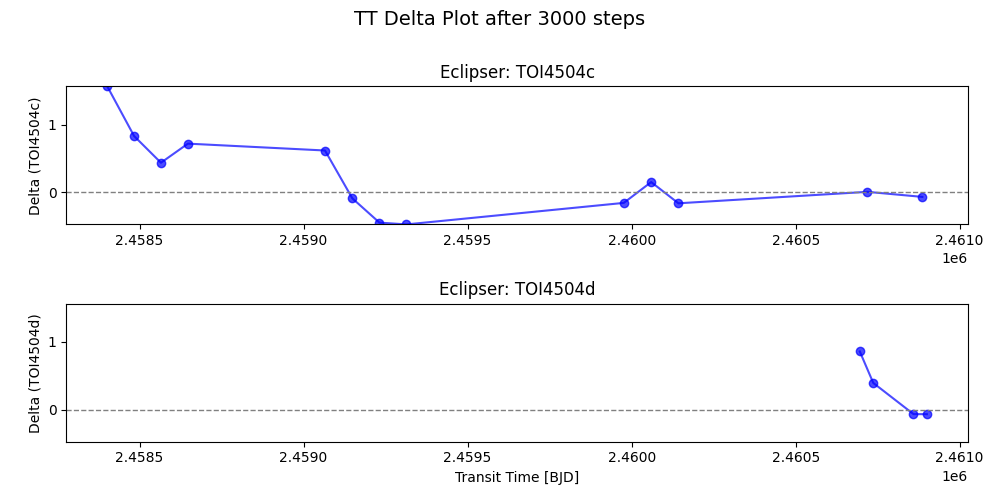 TT Delta Plot after 3000 steps
Eclipser: TOI4504c
Delta (TOI4504c)
1
0
2.4585 2.4590 2.4595 2.4600 2.4605 2.4610
1e6
Eclipser: TOI4504d
Delta (TOI4504d)
1
0
2.4585 2.4590 2.4595 2.4600 2.4605 2.4610
Transit Time [BJD]
1e6